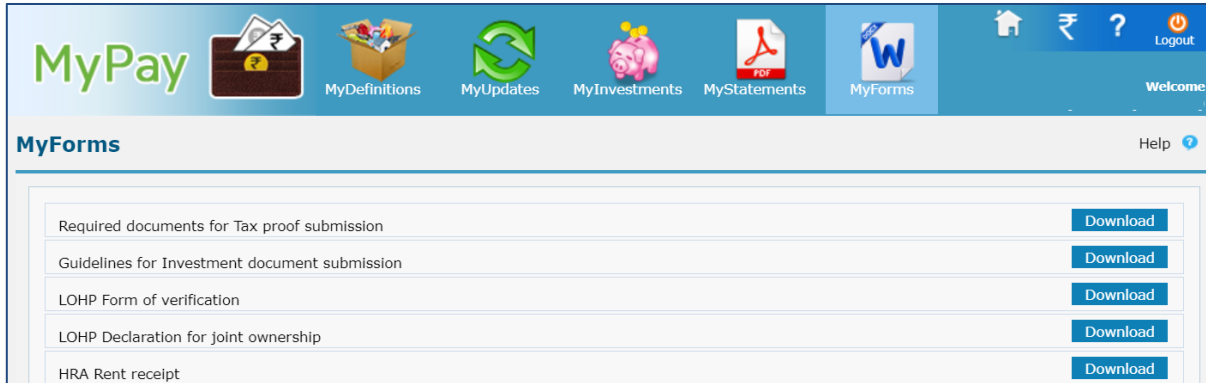 MyPay
MyDefinitions
MyUpdates
MyInvestments
PDF
MyStatements
W
MyForms
₹
?
Logout
Welcome
MyForms
Help ?
Required documents for Tax proof submission Download
Guidelines for Investment document submission Download
LOHP Form of verification Download
LOHP Declaration for joint ownership Download
HRA Rent receipt Download